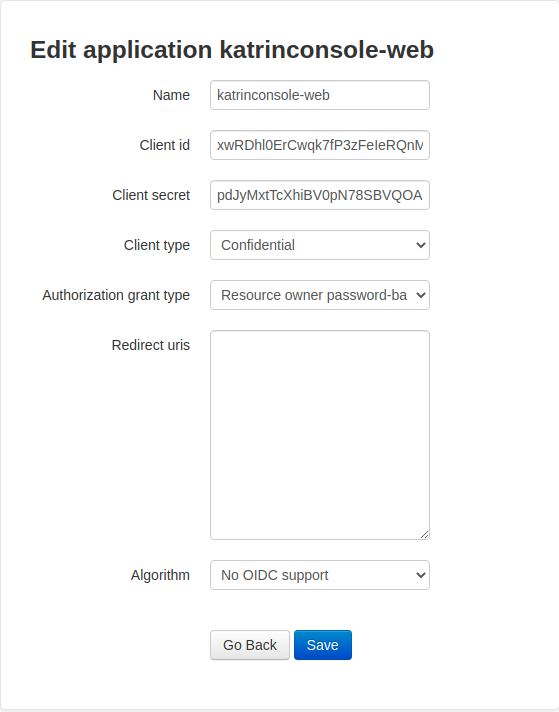 Edit application katrinconsole-web
Name katrinconsole-web
Client id xwRDhl0ErCwqk7fP3zFeIeRQnM
Client secret pdJyMxtTcXhiBV0pN78SBVQOA
Client type Confidential
Authorization grant type Resource owner password-ba
Redirect uris
Algorithm No OIDC support
Go Back Save